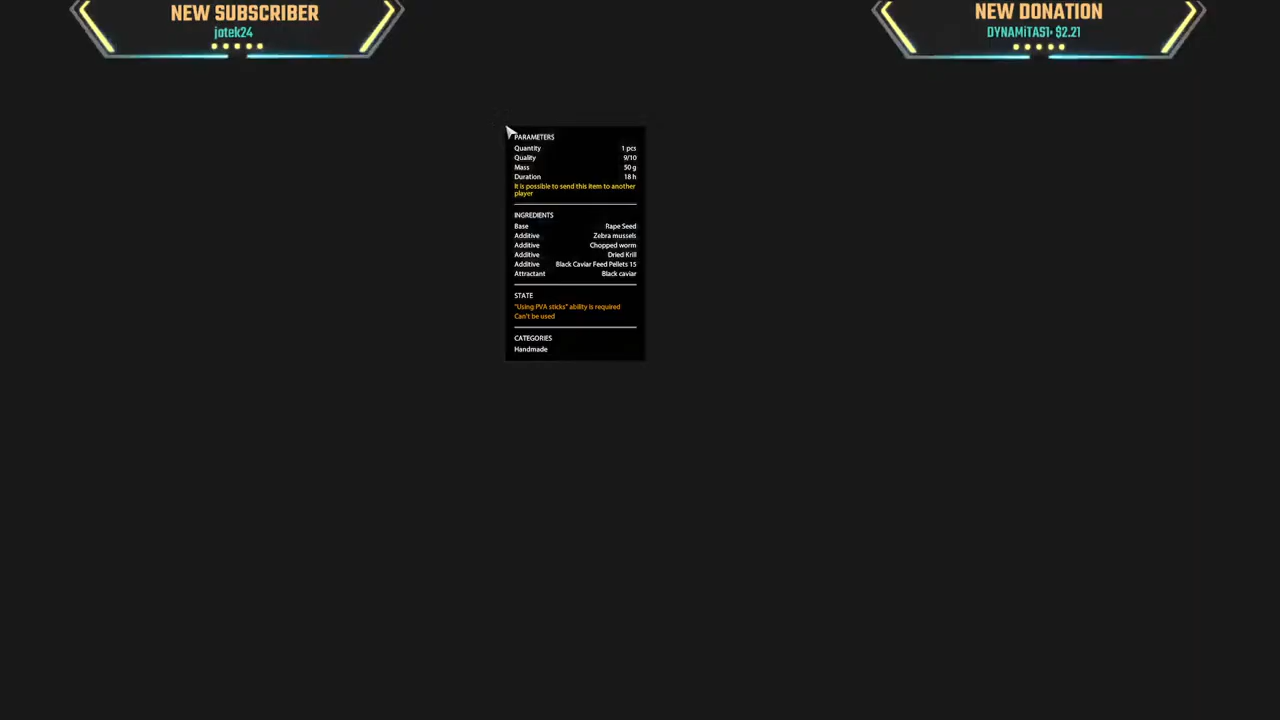 NEW SUBSCRIBER
jotek24
NEW DONATION
DYNAMiTAS1• $2.21
PARAMETERS
Quantity 1 pcs
Quality 9/10
Mass 50 g
Duration 18 h
It is possible to send this item to another
player
INGREDIENTS
Base Rape Seed
Additive Zebra mussels
Additive Chopped worm
Additive Dried Krill
Additive Black Caviar Feed Pellets 15
Attractant Black caviar
STATE
"Using PVA sticks" ability is required
Can't be used
CATEGORIES
Handmade